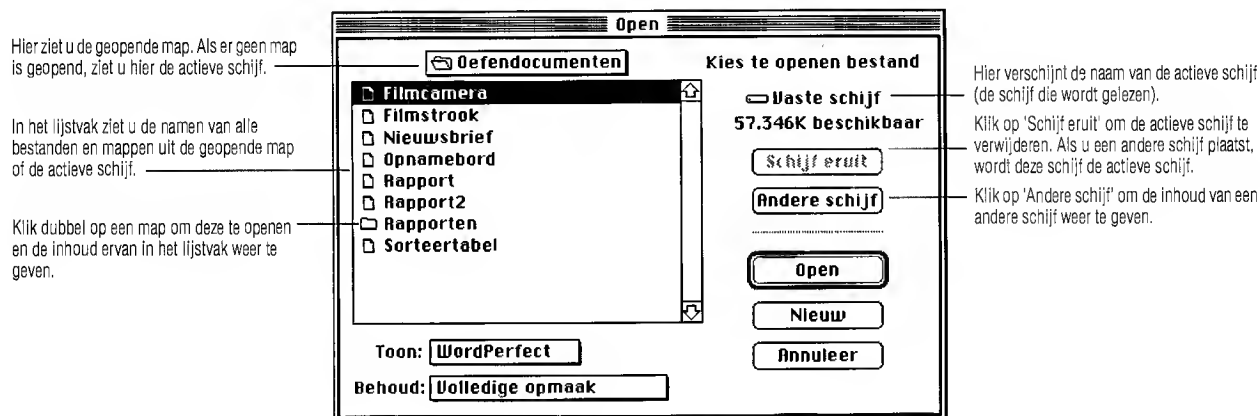 Hier ziet u de geopende map. Als er geen map
is geopend, ziet u hier de actieve schijf.
In het lijstvak ziet u de namen van alle
bestanden en mappen uit de geopende map
of de actieve schijf.
Klik dubbel op een map om deze te openen
en de inhoud ervan in het lijstvak weer te
geven.
Open
Oefendocumenten
Filmcamera
Filmstrook
Nieuwsbrief
Opnamebord
Rapport
Rapport2
Rapporten
Sorteertabel
Toon: WordPerfect
Behoud: Volledige opmaak
Kies te openen bestand
Vaste schijf
57.346K beschikbaar
Schijf eruit
Andere schijf
Open
Nieuw
Annuleer
Hier verschijnt de naam van de actieve schijf
(de schijf die wordt gelezen).
Klik op 'Schijf eruit' om de actieve schijf te
verwijderen. Als u een andere schijf plaatst,
wordt deze schijf de actieve schijf.
Klik op 'Andere schijf' om de inhoud van een
andere schijf weer te geven.